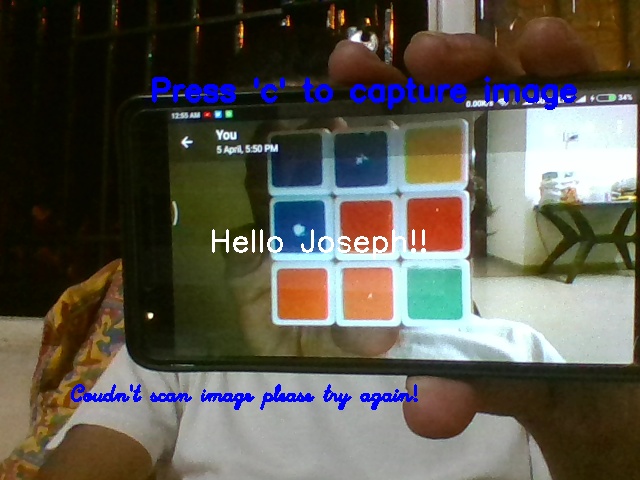 Press 'c' to capture image
12:55 AM
0.00K/s
34%
You
5 April, 5:50 PM
Hello Joseph!!
Coudn't scan image please try again!